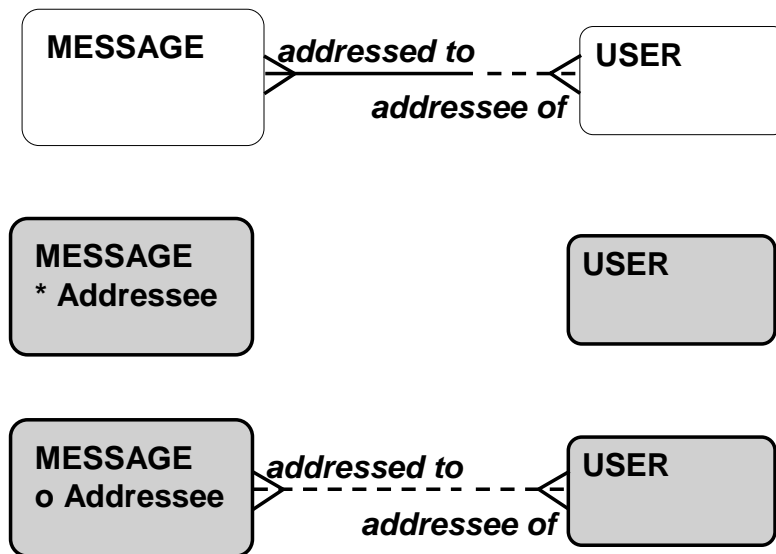 MESSAGE
addressed to
USER
addressee of
MESSAGE
* Addressee
USER
MESSAGE
o Addressee
addressed to
USER
addressee of